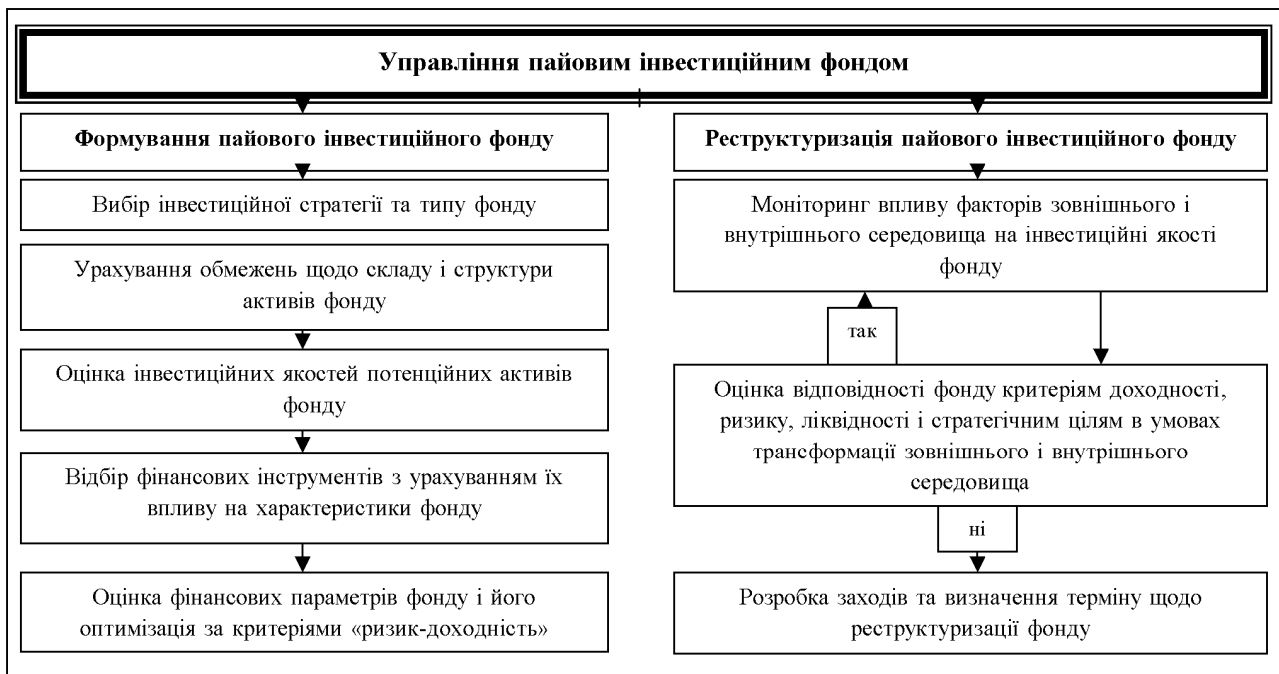 Управління пайовим інвестиційним фондом
Формування пайового інвестиційного фонду
Вибір інвестиційної стратегії та типу фонду
Урахування обмежень щодо складу і структури
активів фонду
Оцінка інвестиційних якостей потенційних активів
фонду
Відбір фінансових інструментів з урахуванням їх
впливу на характеристики фонду
Оцінка фінансових параметрів фонду і його
оптимізація за критеріями «ризик-доходність»
Реструктуризація пайового інвестиційного фонду
Моніторинг впливу факторів зовнішнього і
внутрішнього середовища на інвестиційні якості
фонду
так
Оцінка відповідності фонду критеріям доходності,
ризику, ліквідності і стратегічним цілям в умовах
трансформації зовнішнього і внутрішнього
середовища
ні
Розробка заходів та визначення терміну щодо
реструктуризації фонду